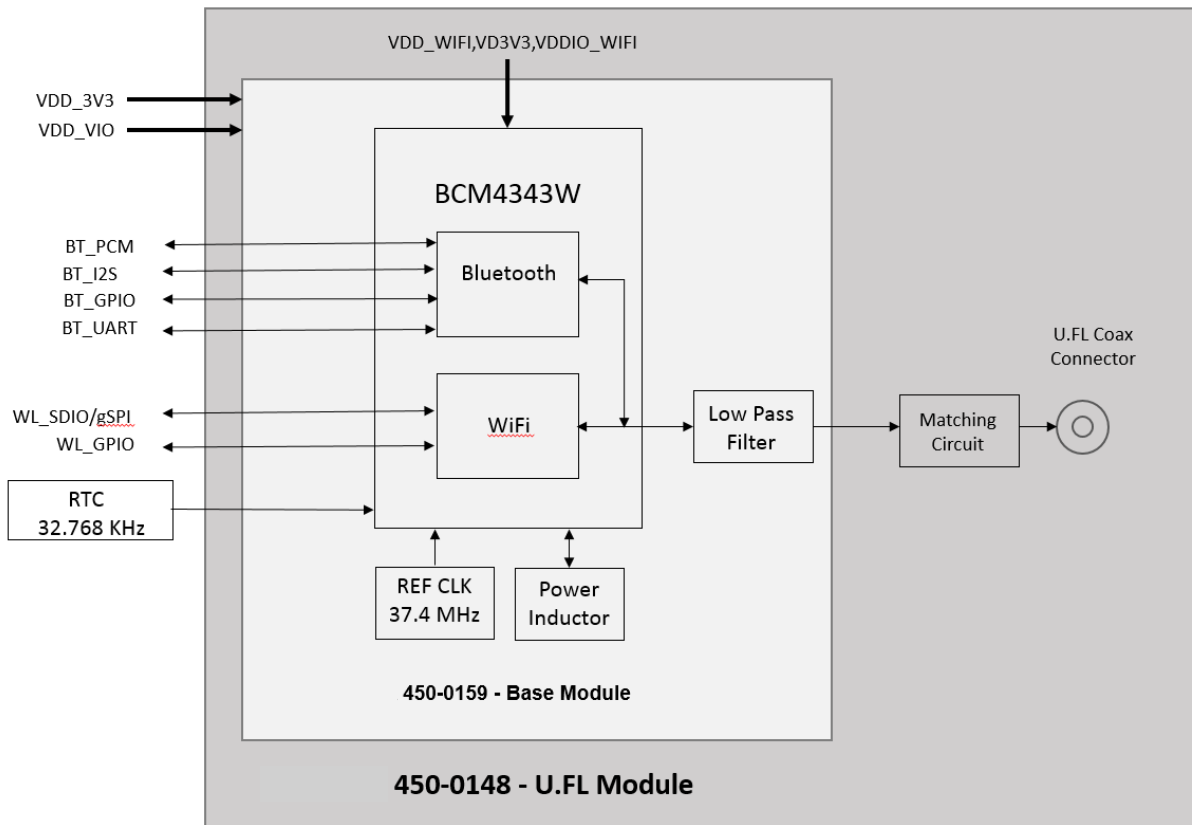 VDD_WIFI,VD3V3,VDDIO_WIFI
VDD_3V3
VDD_VIO
BCM4343W
BT_PCM
BT_I2S
BT_GPIO
BT_UART
Bluetooth
U.FL Coax
Connector
WL_SDIO/gSPI
WL_GPIO
WiFi
Low Pass
Filter
Matching
Circuit
RTC
32.768 KHz
REF CLK
37.4 MHz
Power
Inductor
450-0159 - Base Module
450-0148 - U.FL Module